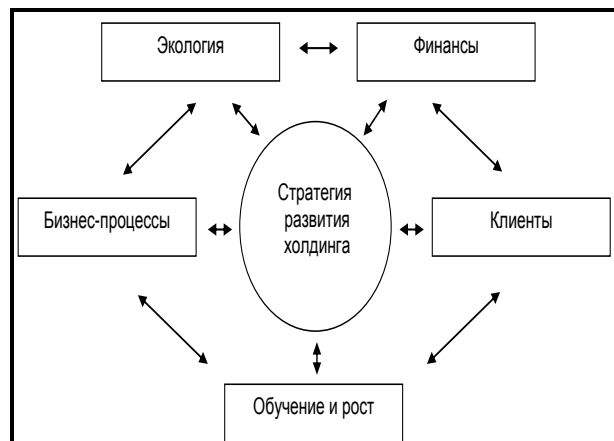 Экология
Финансы
Стратегия
развития
холдинга
Бизнес-процессы
Клиенты
Обучение и рост